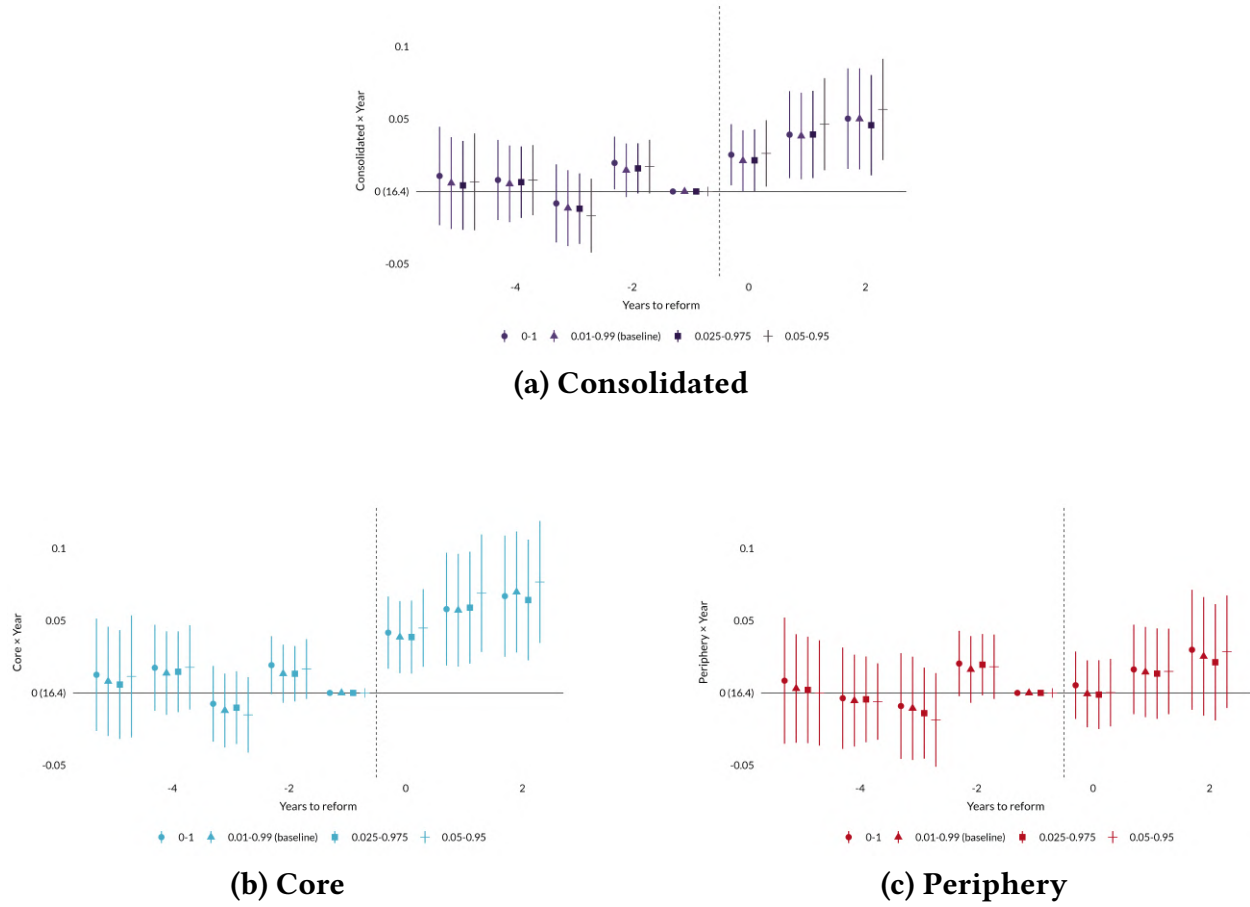 0.1
0.05
0 (16.4)
-0.05
Consolidated × Year
-4 -2 0 2
Years to reform
0-1 0.01-0.99 (baseline) 0.025-0.975 0.05-0.95
(a) Consolidated
0.1
0.05
0 (16.4)
-0.05
Core × Year
-4 -2 0 2
Years to reform
0-1 0.01-0.99 (baseline) 0.025-0.975 0.05-0.95
(b) Core
0.1
0.05
0 (16.4)
-0.05
Periphery × Year
-4 -2 0 2
Years to reform
0-1 0.01-0.99 (baseline) 0.025-0.975 0.05-0.95
(c) Periphery